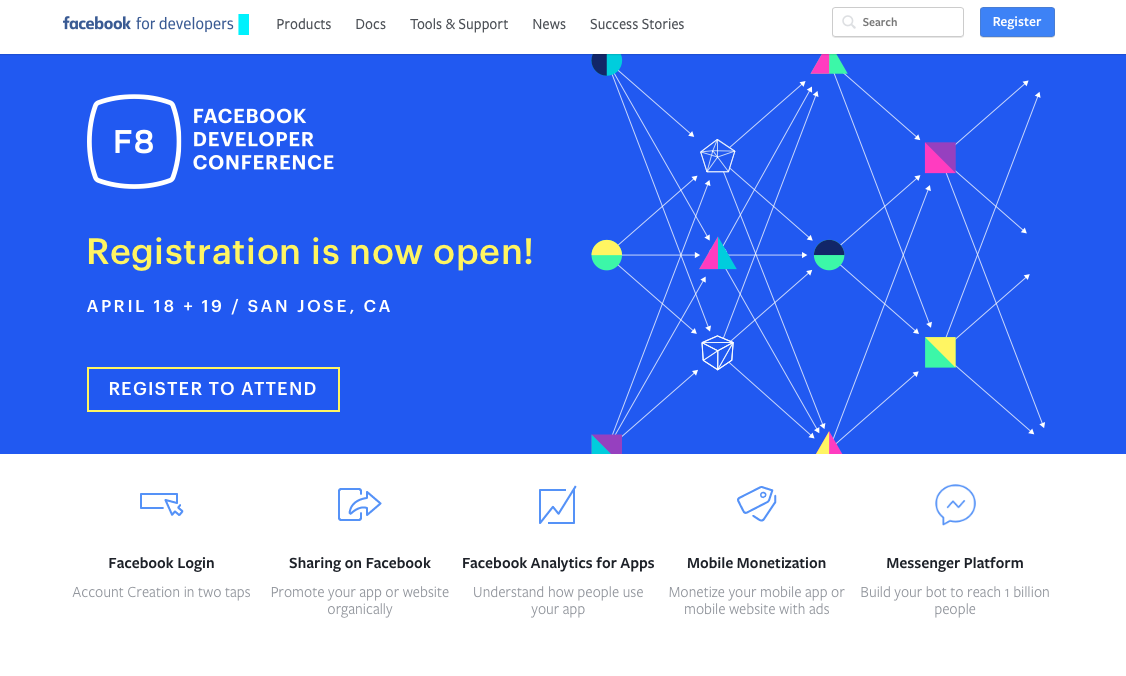 facebook for developers
Products
Docs
Tools & Support
News
Success Stories
Search
Register
F8
FACEBOOK
DEVELOPER
CONFERENCE
Registration is now open!
APRIL 18 + 19 / SAN JOSE, CA
REGISTER TO ATTEND
Facebook Login
Account Creation in two taps
Sharing on Facebook
Promote your app or website
organically
Facebook Analytics for Apps
Understand how people use
your app
Mobile Monetization
Monetize your mobile app or
mobile website with ads
Messenger Platform
Build your bot to reach 1 billion
people